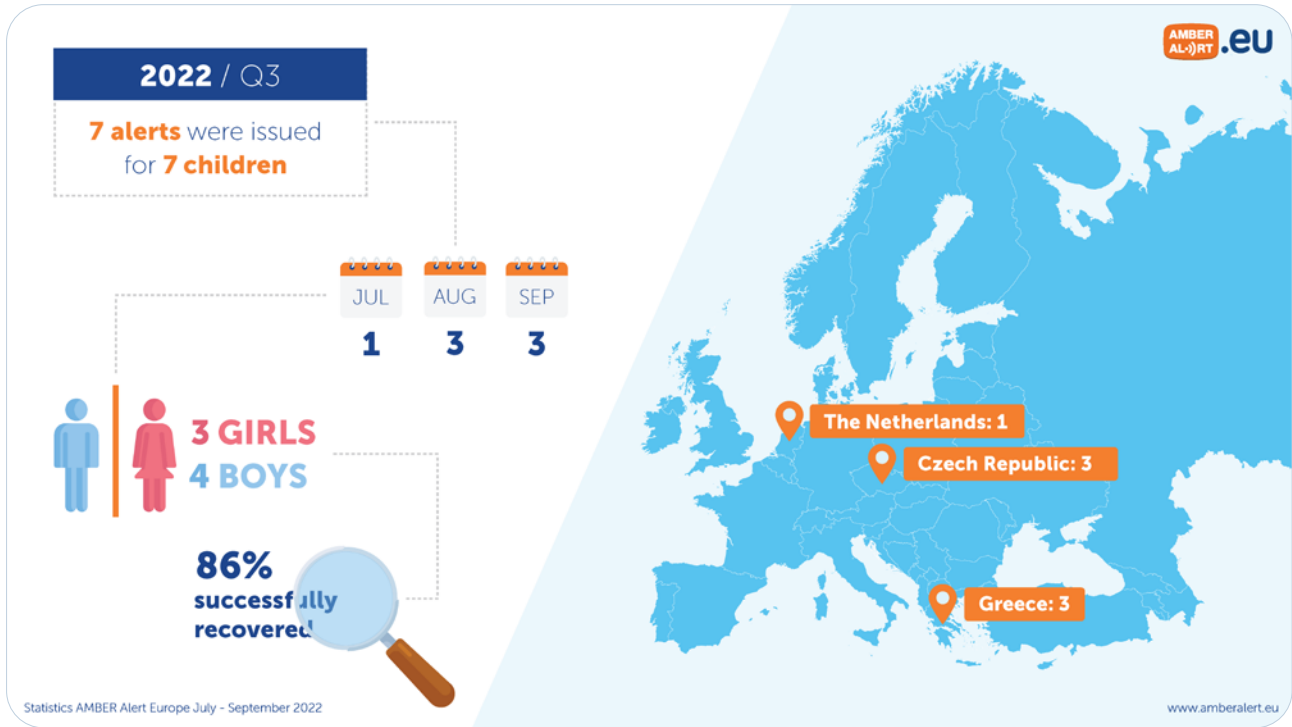 2022 / Q3
7 alerts were issued
for 7 children
JUL
AUG
SEP
1
3
3
3 GIRLS
4 BOYS
86%
successfully
recovered
Statistics AMBER Alert Europe July - September 2022
AMBER
AL·))RT
.eu
The Netherlands: 1
Czech Republic: 3
Greece: 3
www.amberalert.eu